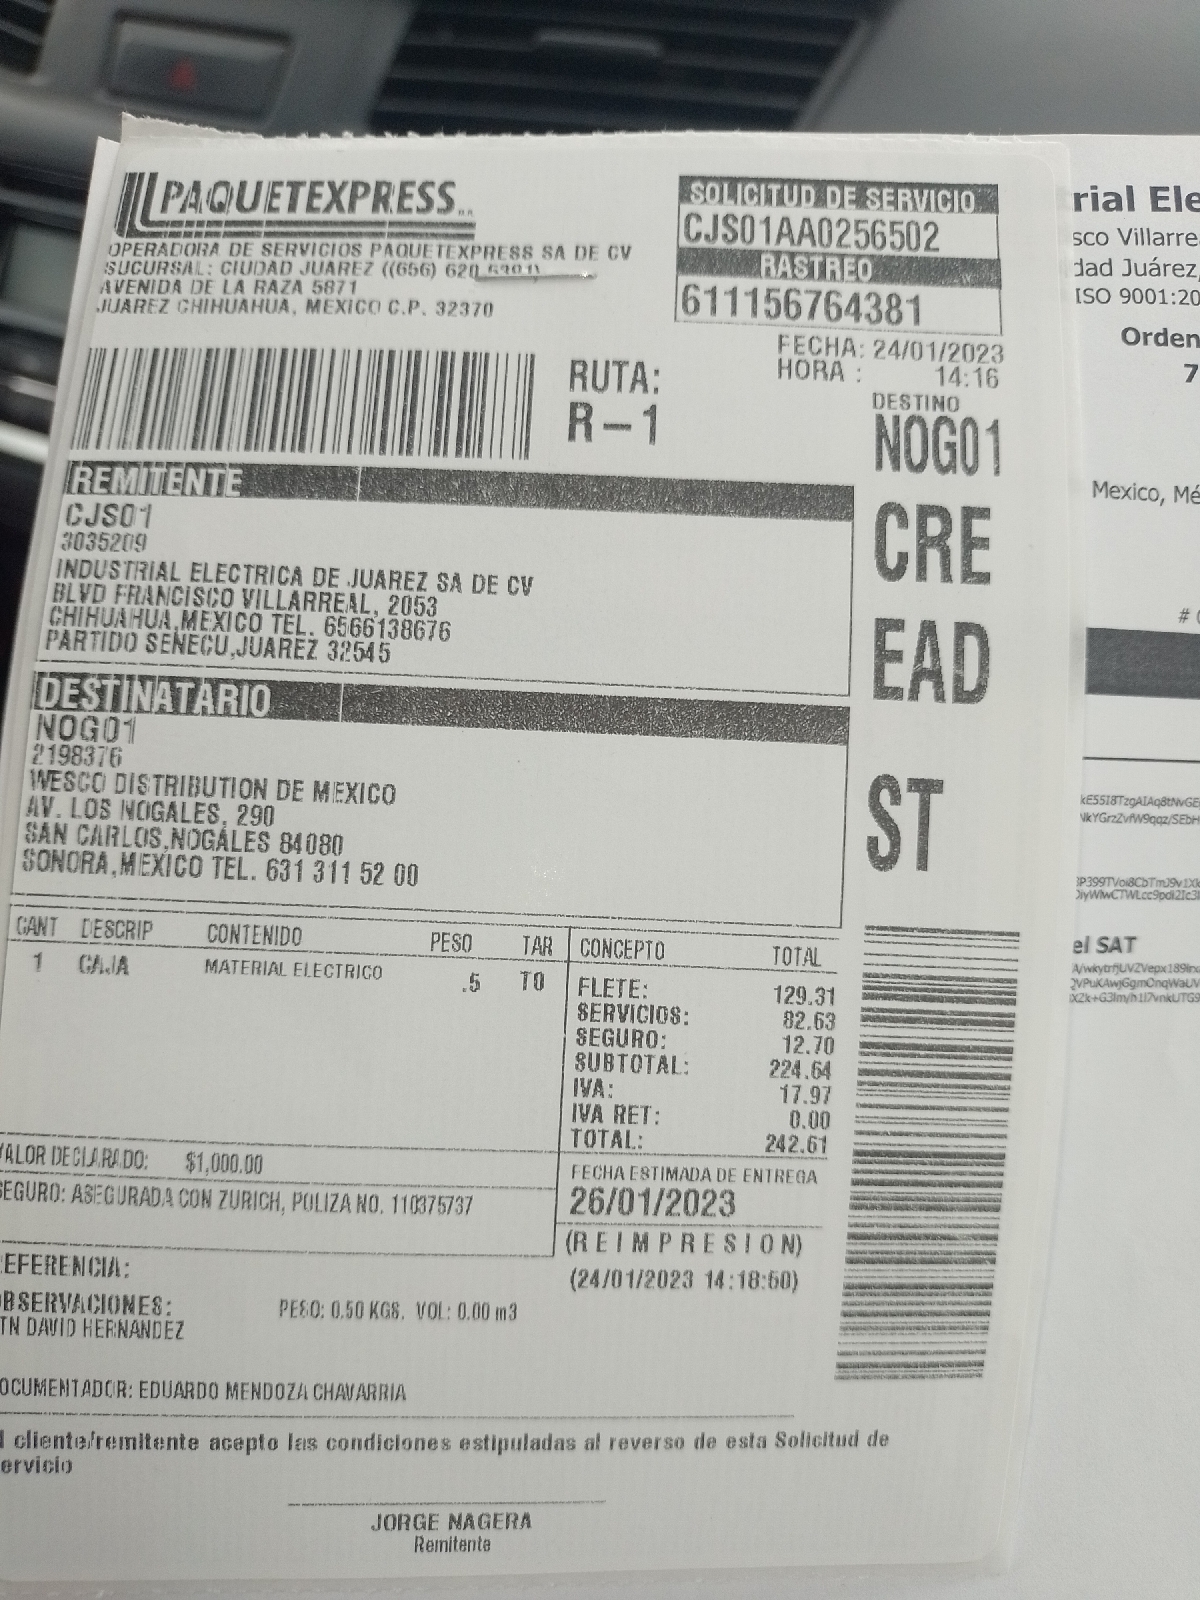 PAQUETEXPRESS
OPERADORA DE SERVICIOS PAQUETEXPRESS SA DE CV
SUCURSAL: CIUDAD JUAREZ ((656) 620
AVENIDA DE LA RAZA 5871
JUAREZ CHIHUAHUA, MEXICO C.P. 32370
SOLICITUD DE SERVICIO
CJS01AA0256502
RASTREO
611156764381
FECHA: 24/01/2023
HORA : 14:16
RUTA:
R-1
DESTINO
NOG01
CRE
EAD
ST
REMITENTE
CJS01
3035209
INDUSTRIAL ELECTRICA DE JUAREZ SA DE CV
BLVD FRANCISCO VILLARREAL, 2053
CHIHUAHUA,MEXICO TEL. 6566138676
PARTIDO SENECU,JUAREZ 32545
DESTINATARIO
NOG01
2198376
WESCO DISTRIBUTION DE MEXICO
AV. LOS NOGALES, 290
SAN CARLOS,NOGALES 84080
SONORA,MEXICO TEL. 631 311 52 00
CANT DESCRIP CONTENIDO PESO TAR
1 CAJA MATERIAL ELECTRICO .5 T0
CONCEPTO TOTAL
FLETE: 129.31
SERVICIOS: 82.63
SEGURO: 12.70
SUBTOTAL: 224.64
IVA: 17.97
IVA RET: 0.00
TOTAL: 242.61
VALOR DECLARADO: $1,000.00
SEGURO: ASEGURADA CON ZURICH, POLIZA NO. 110375737
FECHA ESTIMADA DE ENTREGA
26/01/2023
(REIMPRESION)
(24/01/2023 14:18:50)
EFERENCIA:
BSERVACIONES: PESO: 0.50 KGS. VOL: 0.00 m3
TN DAVID HERNANDEZ
OCUMENTADOR: EDUARDO MENDOZA CHAVARRIA
l cliente/remitente acepto las condiciones estipuladas al reverso de esta Solicitud de
ervicio
JORGE NAGERA
Remitente
rial Ele
sco Villarre
dad Juárez,
ISO 9001:20
Orden
7
Mexico, Mé
#
el SAT